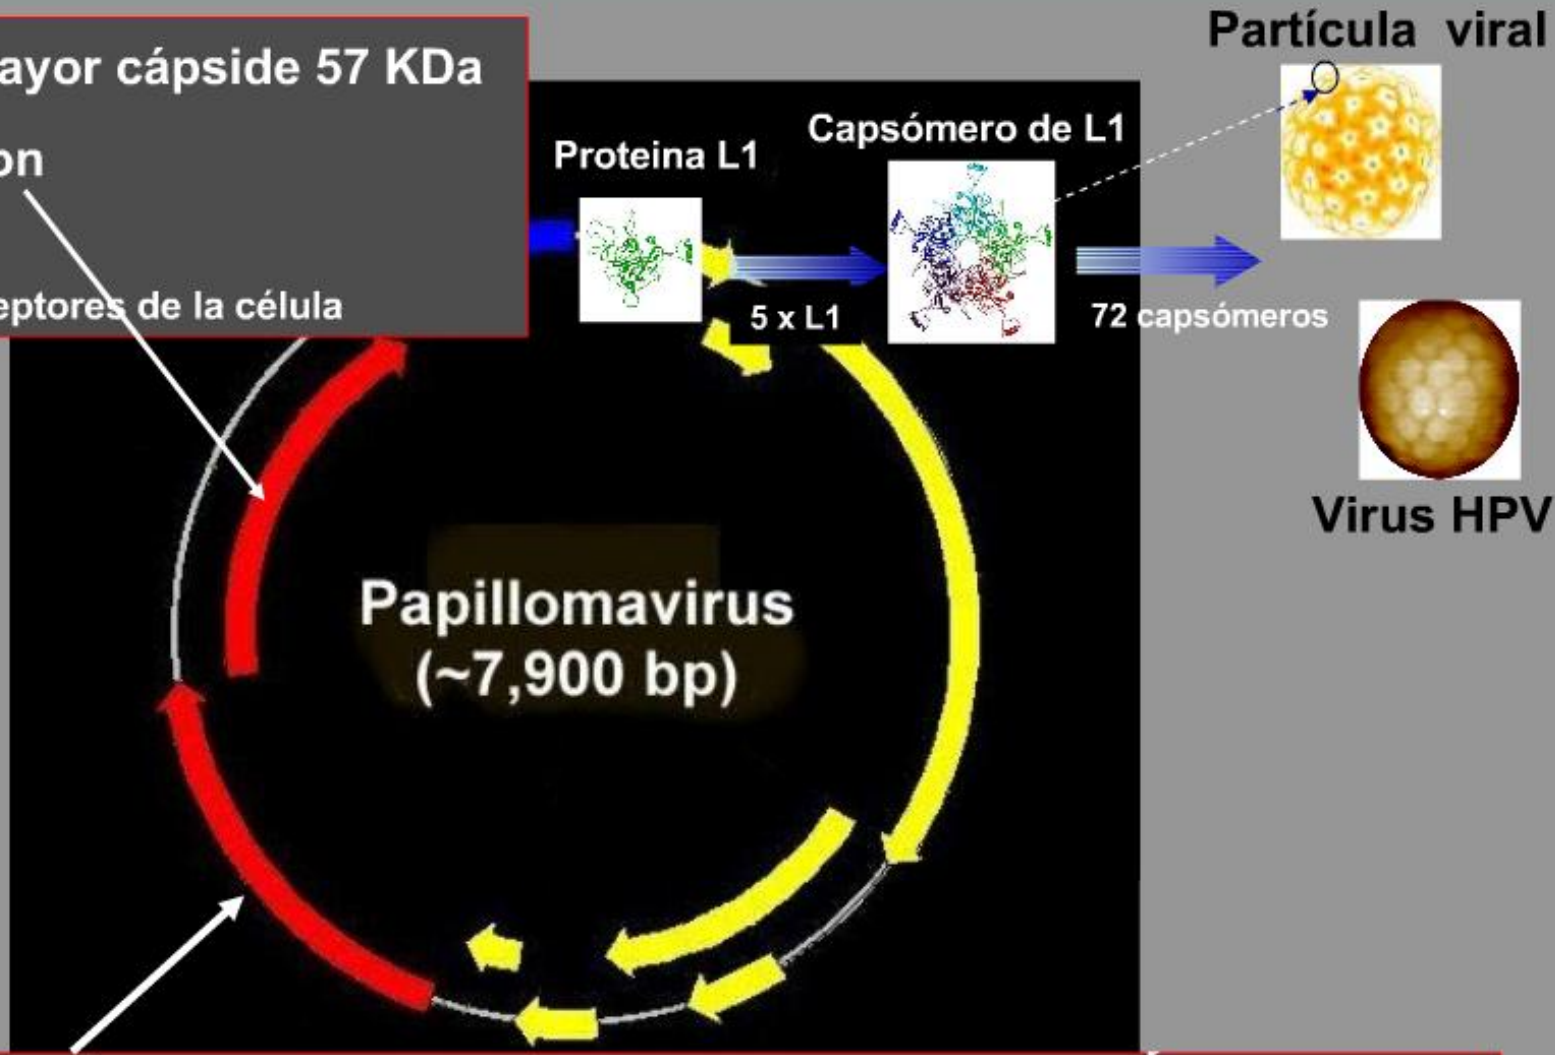 ayor cápside 57 KDa
on
eptores de la célula
Proteina L1
5 x L1
Capsómero de L1
72 capsómeros
Partícula viral
Virus HPV
Papillomavirus
(~7,900 bp)